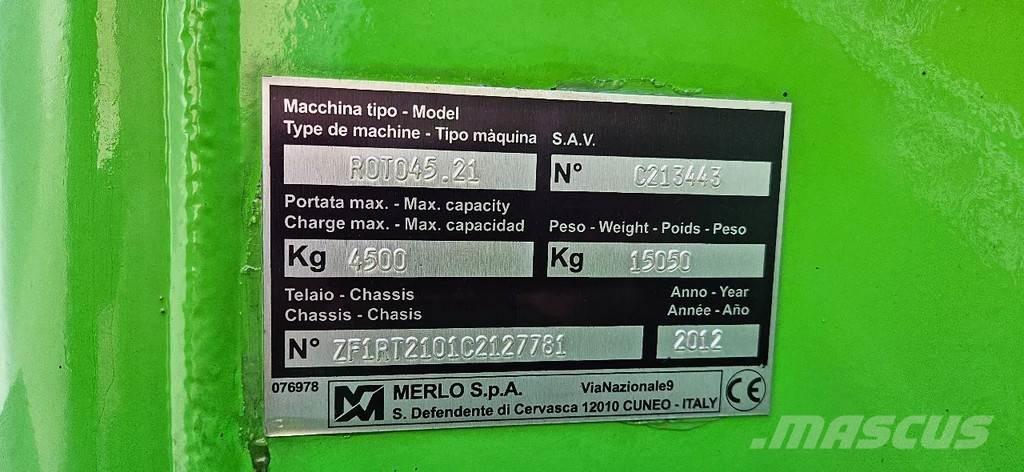 Macchina tipo - Model
Type de machine - Tipo màquina S.A.V.
ROTO45.21 N° C213443
Portata max. - Max. capacity
Charge max. - Max. capacidad Peso - Weight - Poids - Peso
Kg 4500 Kg 15050
Telaio - Chassis Anno - Year
Chassis - Chasis Année - Año
N° ZF1RT2101C2127781 2012
076978 MERLO S.p.A. ViaNazionale9 CE
S. Defendente di Cervasca 12010 CUNEO - ITALY
.MASCUS